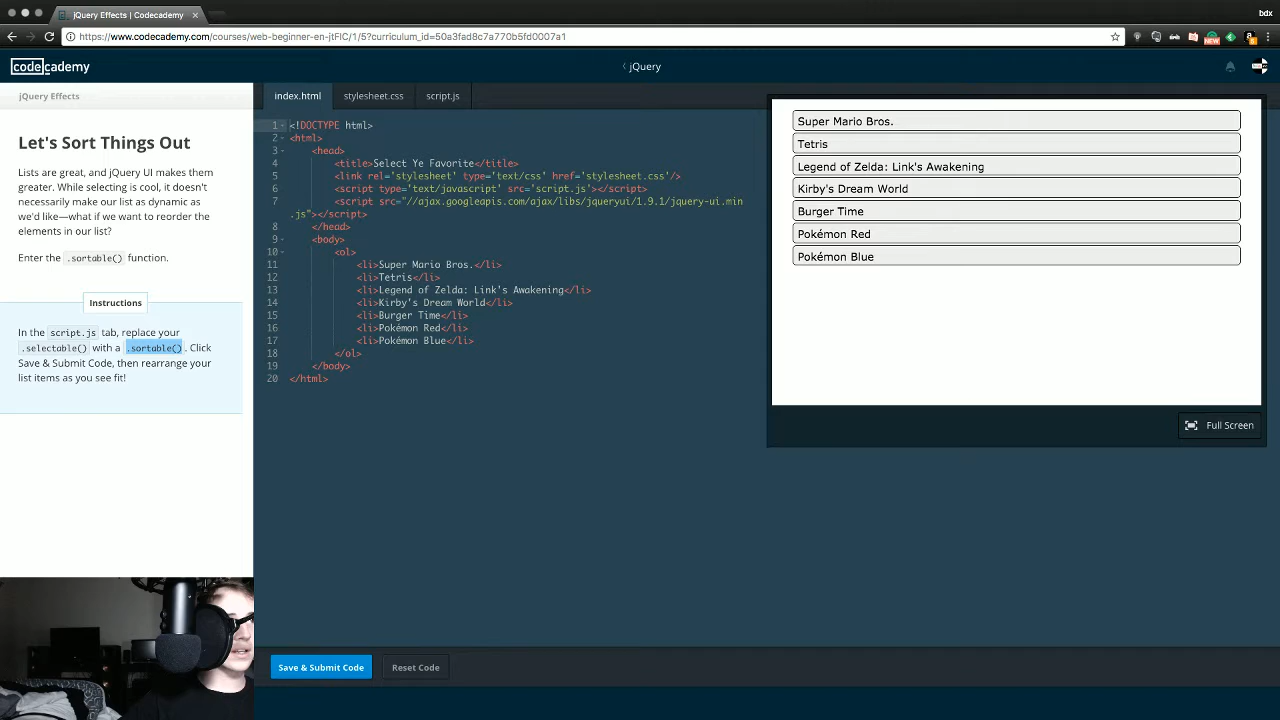 jQuery Effects | Codecademy
bdx
https://www.codecademy.com/courses/web-beginner-en-jtFIC/1/5?curriculum_id=50a3fad8c7a770b5fd0007a1
codecademy
jQuery
jQuery Effects
index.html
stylesheet.css
script.js
Let's Sort Things Out
Lists are great, and jQuery UI makes them
greater. While selecting is cool, it doesn't
necessarily make our list as dynamic as
we'd like—what if we want to reorder the
elements in our list?
Enter the .sortable() function.
Instructions
In the script.js tab, replace your
.selectable() with a .sortable(). Click
Save & Submit Code, then rearrange your
list items as you see fit!
1 <!DOCTYPE html>
2 <html>
3 <head>
4 <title>Select Ye Favorite</title>
5 <link rel='stylesheet' type='text/css' href='stylesheet.css'/>
6 <script type='text/javascript' src='script.js'></script>
7 <script src="//ajax.googleapis.com/ajax/libs/jqueryui/1.9.1/jquery-ui.min
.js"></script>
8 </head>
9 <body>
10 <ol>
11 <li>Super Mario Bros.</li>
12 <li>Tetris</li>
13 <li>Legend of Zelda: Link's Awakening</li>
14 <li>Kirby's Dream World</li>
15 <li>Burger Time</li>
16 <li>Pokémon Red</li>
17 <li>Pokémon Blue</li>
18 </ol>
19 </body>
20 </html>
Super Mario Bros.
Tetris
Legend of Zelda: Link's Awakening
Kirby's Dream World
Burger Time
Pokémon Red
Pokémon Blue
Full Screen
Save & Submit Code
Reset Code